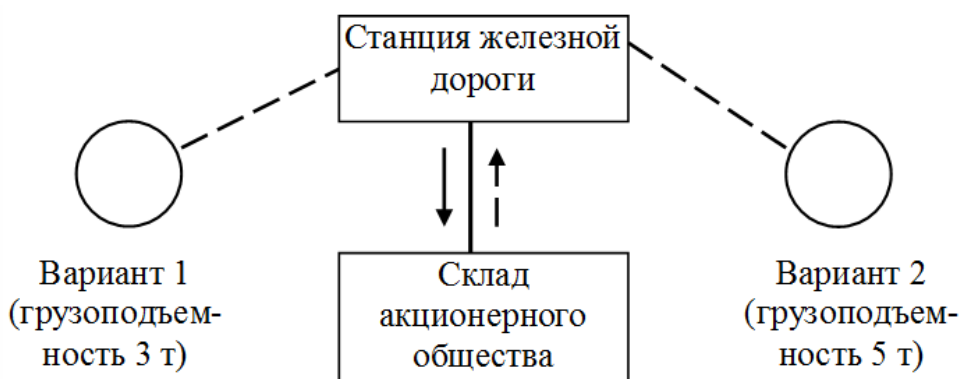 Станция железной
дороги
Вариант 1
(грузоподъем-
ность 3 т)
Склад
акционерного
общества
Вариант 2
(грузоподъем-
ность 5 т)